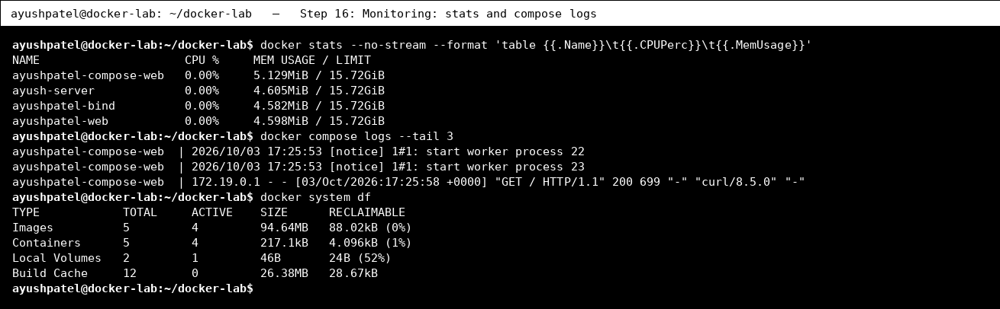 ayushpatel@docker-lab: ~/docker-lab   —   Step 16: Monitoring: stats and compose logs
ayushpatel@docker-lab:~/docker-lab$ docker stats --no-stream --format 'table {{.Name}}\t{{.CPUPerc}}\t{{.MemUsage}}'
NAME                     CPU %     MEM USAGE / LIMIT
ayushpatel-compose-web   0.00%     5.129MiB / 15.72GiB
ayush-server             0.00%     4.605MiB / 15.72GiB
ayushpatel-bind          0.00%     4.582MiB / 15.72GiB
ayushpatel-web           0.00%     4.598MiB / 15.72GiB
ayushpatel@docker-lab:~/docker-lab$ docker compose logs --tail 3
ayushpatel-compose-web  | 2026/10/03 17:25:53 [notice] 1#1: start worker process 22
ayushpatel-compose-web  | 2026/10/03 17:25:53 [notice] 1#1: start worker process 23
ayushpatel-compose-web  | 172.19.0.1 - - [03/Oct/2026:17:25:58 +0000] "GET / HTTP/1.1" 200 699 "-" "curl/8.5.0" "-"
ayushpatel@docker-lab:~/docker-lab$ docker system df
TYPE            TOTAL     ACTIVE    SIZE      RECLAIMABLE
Images          5         4         94.64MB   88.02kB (0%)
Containers      5         4         217.1kB   4.096kB (1%)
Local Volumes   2         1         46B       24B (52%)
Build Cache     12        0         26.38MB   28.67kB
ayushpatel@docker-lab:~/docker-lab$